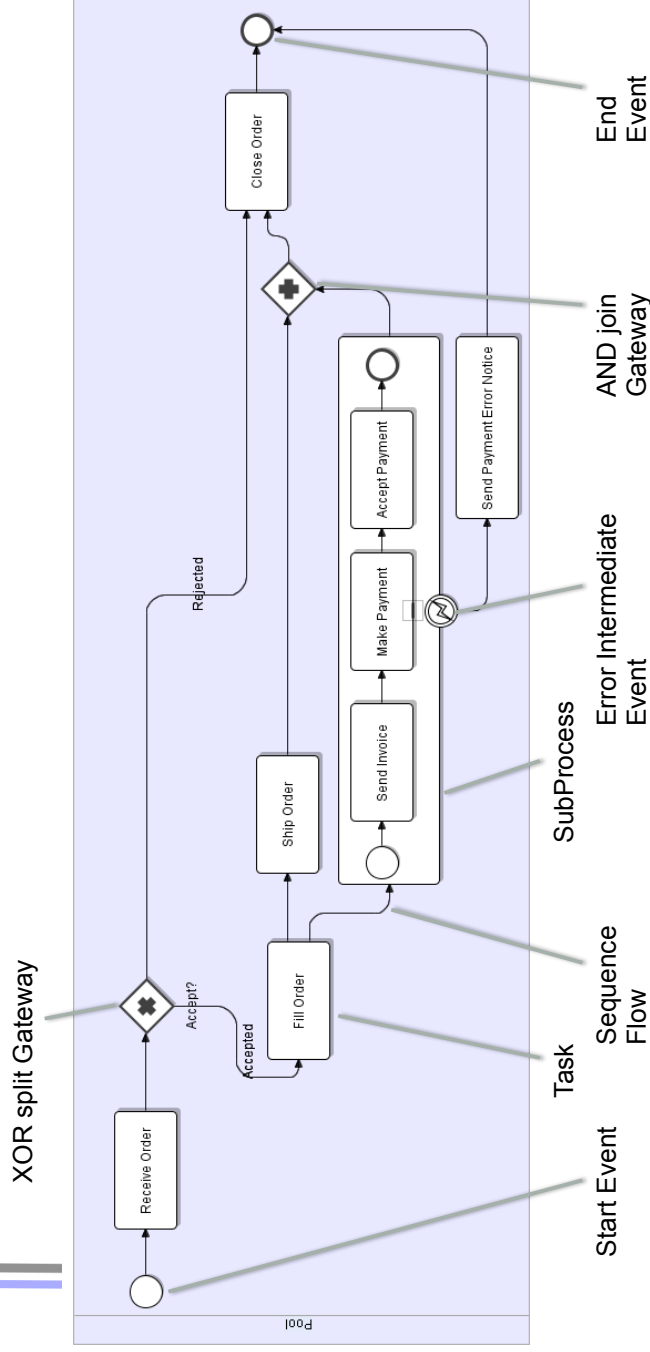 XOR split Gateway
Pool
Receive Order
Accept?
Accepted
Rejected
Fill Order
Ship Order
Send Invoice
Make Payment
Accept Payment
Send Payment Error Notice
Close Order
Start Event
Task
Sequence
Flow
SubProcess
Error Intermediate
Event
AND join
Gateway
End
Event